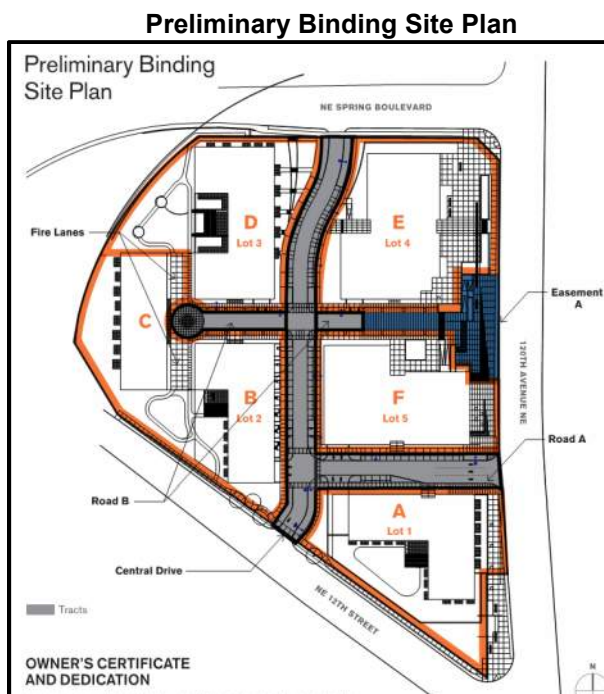 Preliminary Binding Site Plan
Preliminary Binding
Site Plan
NE SPRING BOULEVARD
D
Lot 3
E
Lot 4
Fire Lanes
C
Easement
A
120TH AVENUE NE
B
Lot 2
F
Lot 5
Road A
Road B
A
Lot 1
Central Drive
NE 12TH STREET
Tracts
OWNER'S CERTIFICATE
AND DEDICATION
N